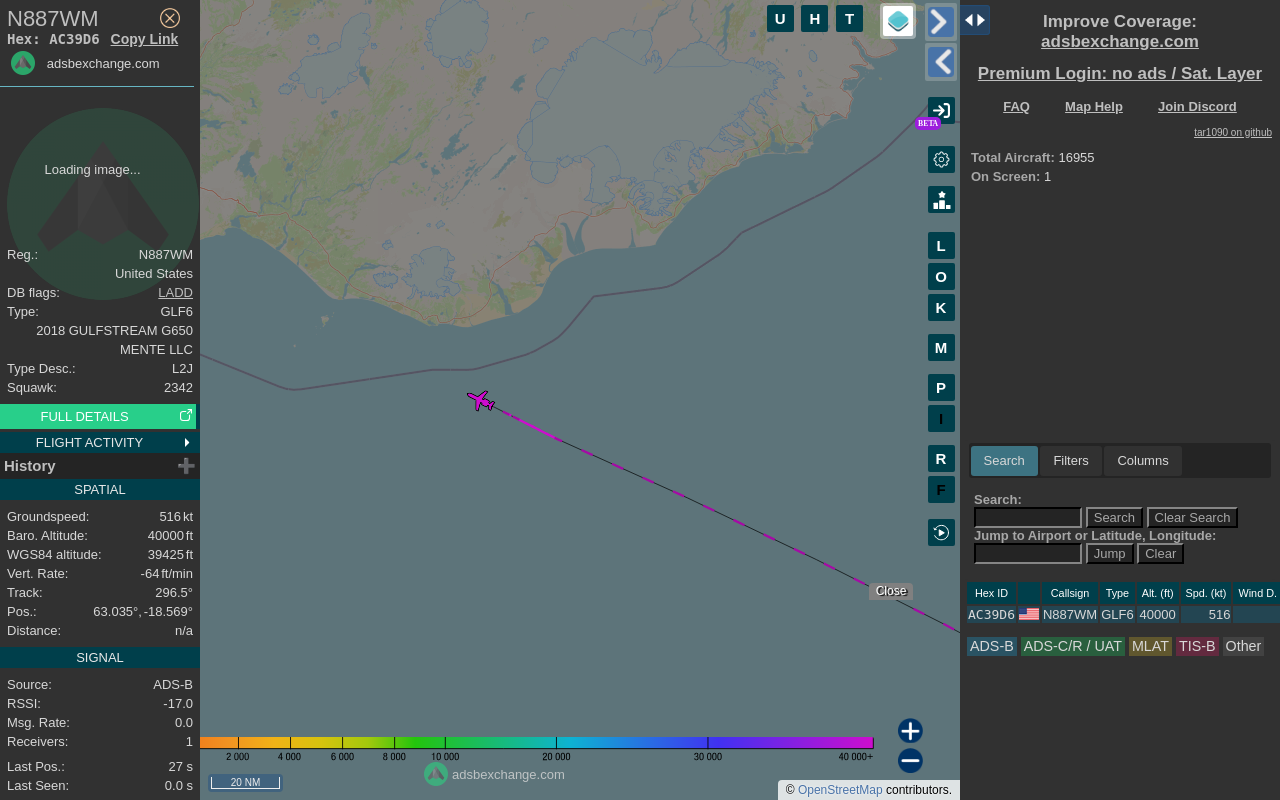 N887WM
Hex: AC39D6 Copy Link
adsbexchange.com
Loading image...
Reg.: N887WM
United States
DB flags: LADD
Type: GLF6
2018 GULFSTREAM G650
MENTE LLC
Type Desc.: L2J
Squawk: 2342
FULL DETAILS
FLIGHT ACTIVITY
History
SPATIAL
Groundspeed: 516 kt
Baro. Altitude: 40000 ft
WGS84 altitude: 39425 ft
Vert. Rate: -64 ft/min
Track: 296.5°
Pos.: 63.035°, -18.569°
Distance: n/a
SIGNAL
Source: ADS-B
RSSI: -17.0
Msg. Rate: 0.0
Receivers: 1
Last Pos.: 27 s
Last Seen: 0.0 s
U H T
BETA
L
O
K
M
P
I
R
F
Close
2 000 4 000 6 000 8 000 10 000 20 000 30 000 40 000+
adsbexchange.com
20 NM
© OpenStreetMap contributors.
Improve Coverage:
adsbexchange.com
Premium Login: no ads / Sat. Layer
FAQ Map Help Join Discord
tar1090 on github
Total Aircraft: 16955
On Screen: 1
Search Filters Columns
Search:
Search Clear Search
Jump to Airport or Latitude, Longitude:
Jump Clear
Hex ID Callsign Type Alt. (ft) Spd. (kt) Wind D.
AC39D6 N887WM GLF6 40000 516
ADS-B ADS-C/R / UAT MLAT TIS-B Other